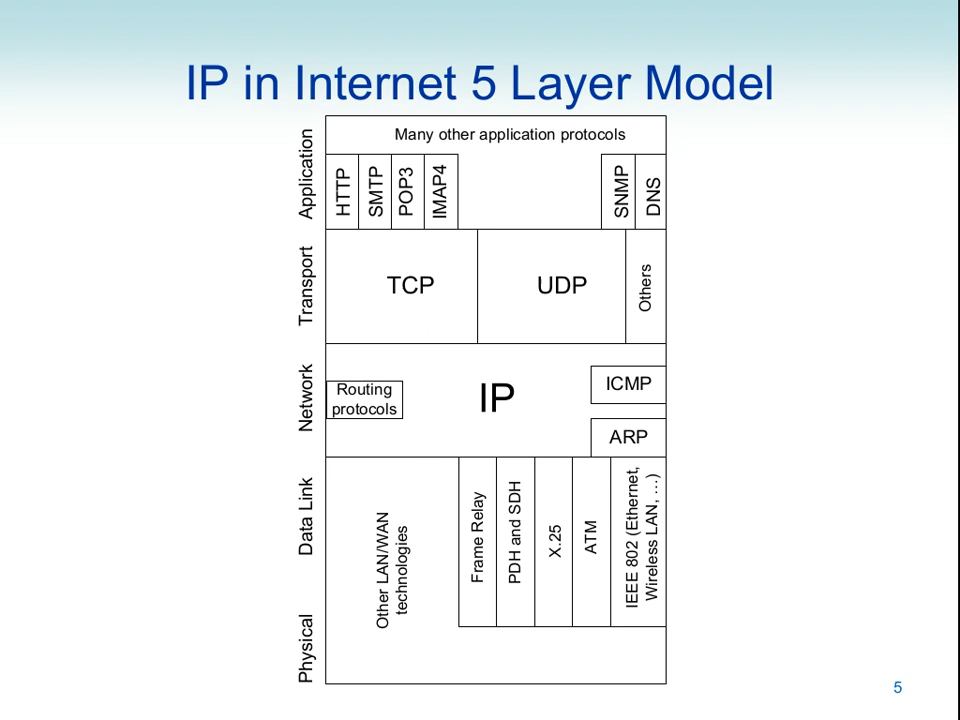 IP in Internet 5 Layer Model
Application
Many other application protocols
HTTP
SMTP
POP3
IMAP4
SNMP
DNS
Transport
TCP
UDP
Others
Network
Routing
protocols
IP
ICMP
ARP
Data Link
Other LAN/WAN
technologies
Frame Relay
PDH and SDH
X.25
ATM
IEEE 802 (Ethernet,
Wireless LAN, …)
Physical
5